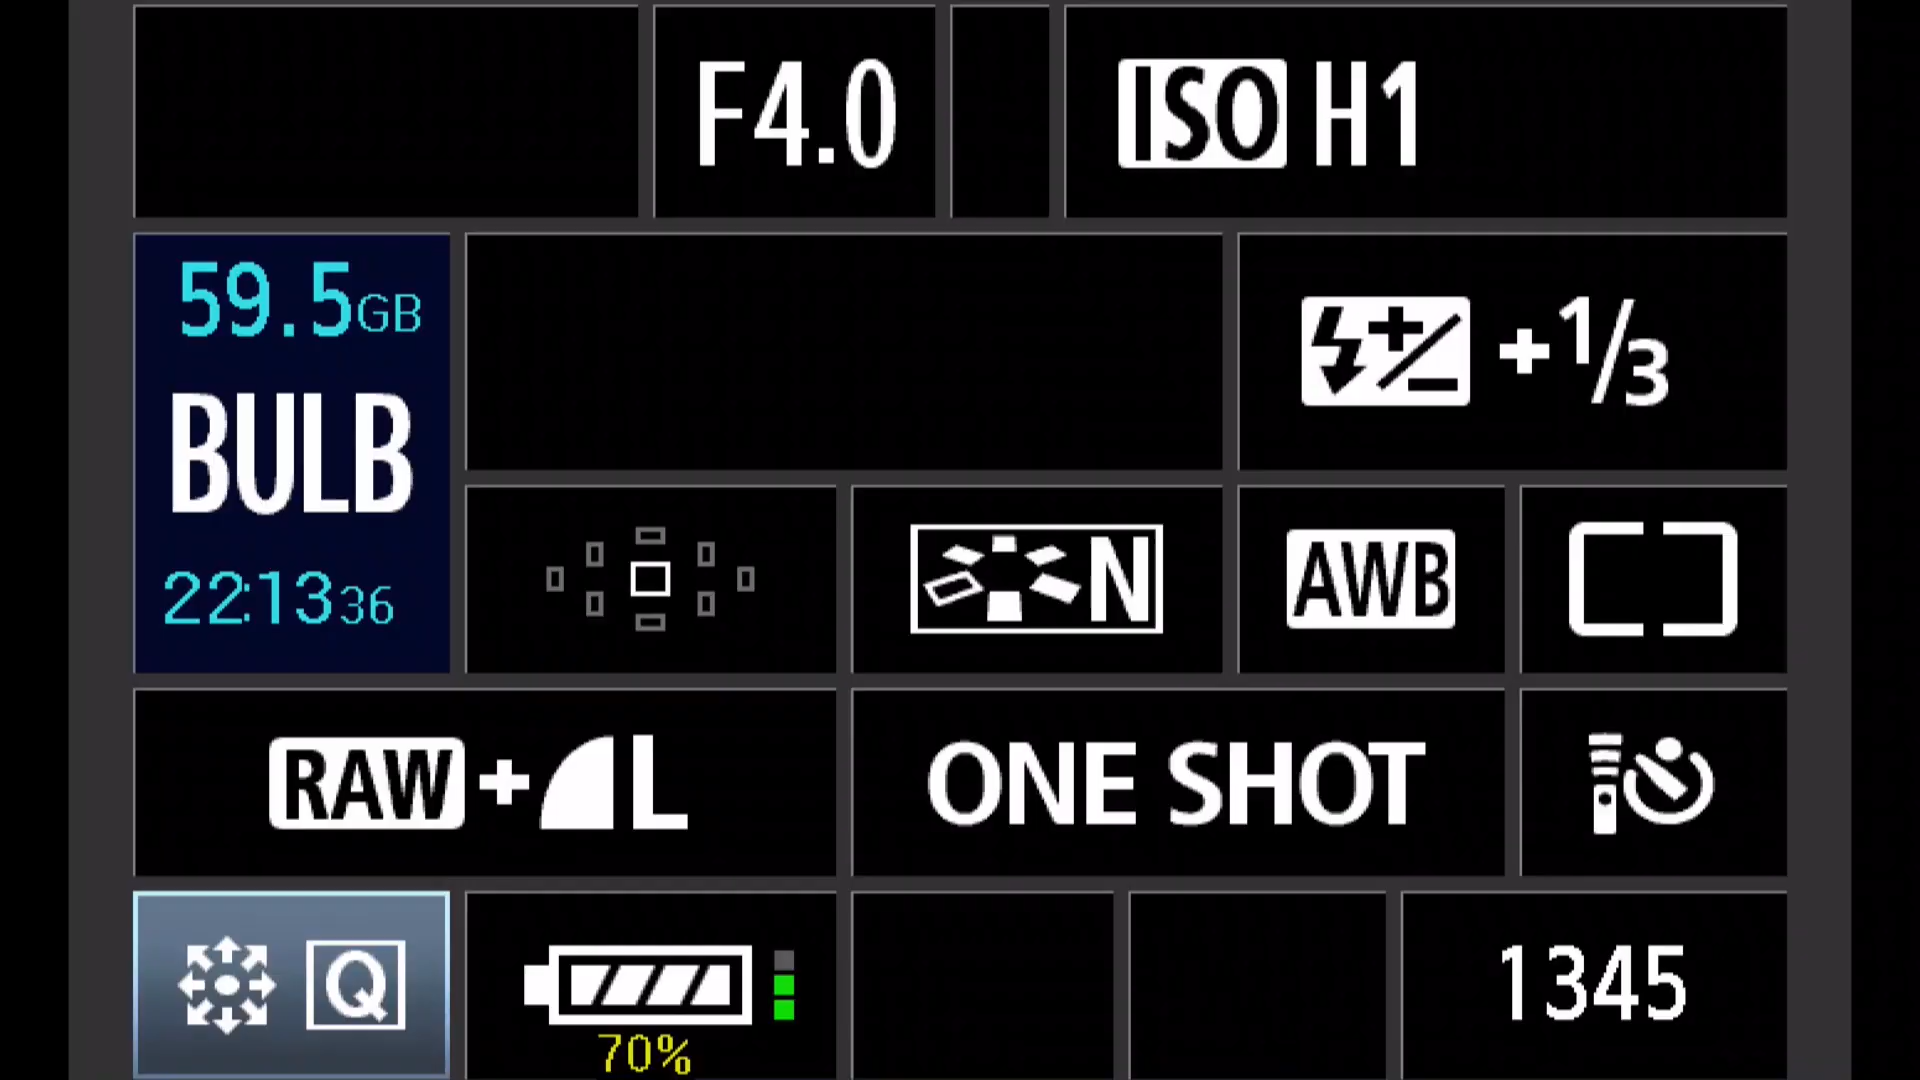 F4.0 ISO H1
59.5GB
BULB
22:13 36
+1/3
N AWB
RAW+L ONE SHOT
Q 70% 1345